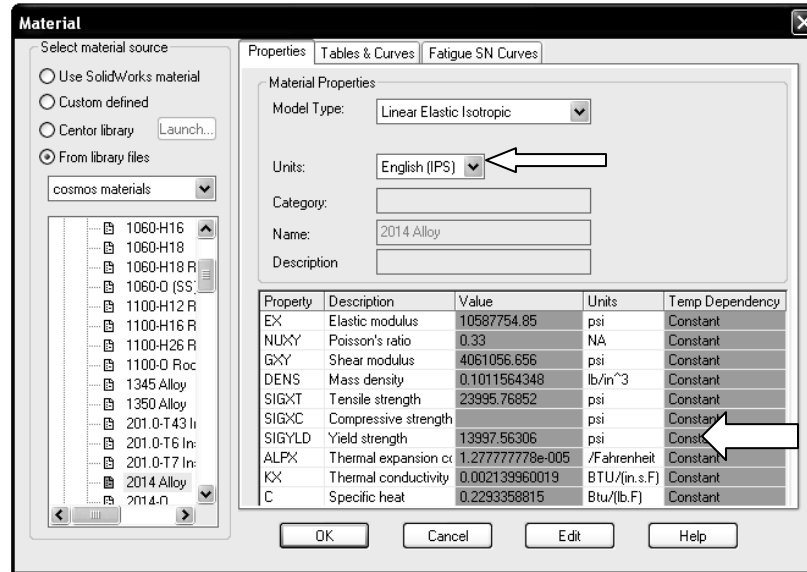 Material
Select material source
Use SolidWorks material
Custom defined
Centor library Launch...
From library files
cosmos materials
1060-H16
1060-H18
1060-H18 R
1060-O (SS)
1100-H12 R
1100-H16 R
1100-H26 R
1100-O Roc
1345 Alloy
1350 Alloy
201.0-T43 I
201.0-T6 In
201.0-T7 In
2014 Alloy
2014-O
Properties Tables & Curves Fatigue SN Curves
Material Properties
Model Type: Linear Elastic Isotropic
Units: English (IPS)
Category:
Name: 2014 Alloy
Description
Property Description Value Units Temp Dependency
EX Elastic modulus 10587754.85 psi Constant
NUXY Poisson's ratio 0.33 NA Constant
GXY Shear modulus 4061056.656 psi Constant
DENS Mass density 0.1011564348 lb/in^3 Constant
SIGXT Tensile strength 23995.76852 psi Constant
SIGXC Compressive strength psi Constant
SIGYLD Yield strength 13997.56306 psi
ALPX Thermal expansion co 1.277777778e-005 /Fahrenheit Constant
KX Thermal conductivity 0.002139960019 BTU/(in.s.F) Constant
C Specific heat 0.2293358815 Btu/(lb.F) Constant
OK Cancel Edit Help